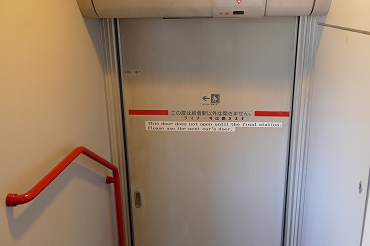 この扉は終着駅以外は開きません。
This door does not open until the final station.
Please use the next car's door.